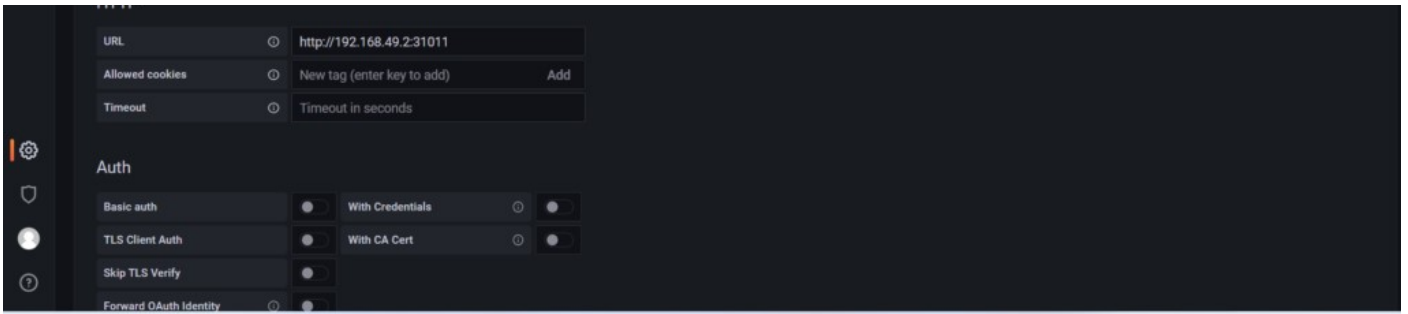 URL http://192.168.49.2:31011
Allowed cookies New tag (enter key to add) Add
Timeout Timeout in seconds
Auth
Basic auth With Credentials
TLS Client Auth With CA Cert
Skip TLS Verify
Forward OAuth Identity